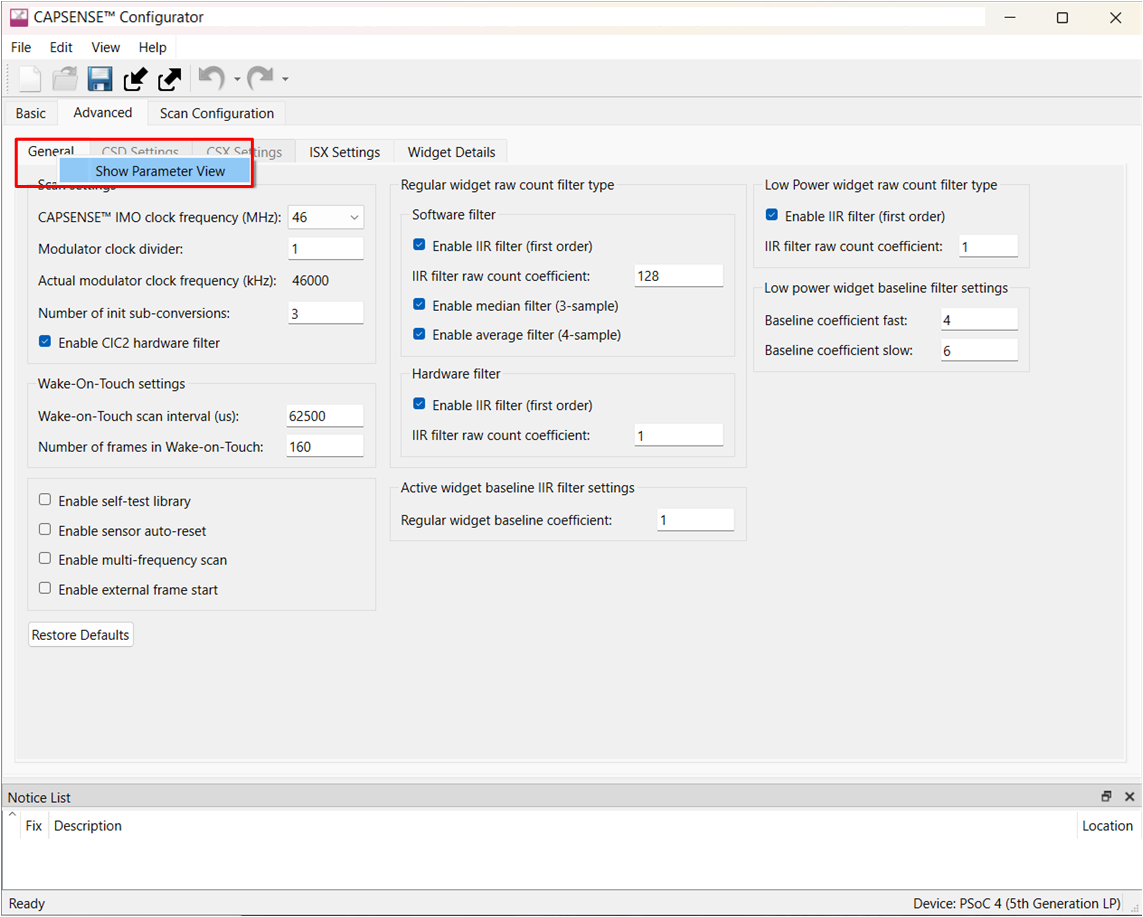 CAPSENSE™ Configurator
File Edit View Help
Basic Advanced Scan Configuration
General CSD Settings CSX Settings ISX Settings Widget Details
Show Parameter View
Scan settings
CAPSENSE™ IMO clock frequency (MHz): 46
Modulator clock divider: 1
Actual modulator clock frequency (kHz): 46000
Number of init sub-conversions: 3
Enable CIC2 hardware filter
Wake-On-Touch settings
Wake-on-Touch scan interval (us): 62500
Number of frames in Wake-on-Touch: 160
Enable self-test library
Enable sensor auto-reset
Enable multi-frequency scan
Enable external frame start
Restore Defaults
Regular widget raw count filter type
Software filter
Enable IIR filter (first order)
IIR filter raw count coefficient: 128
Enable median filter (3-sample)
Enable average filter (4-sample)
Hardware filter
Enable IIR filter (first order)
IIR filter raw count coefficient: 1
Active widget baseline IIR filter settings
Regular widget baseline coefficient: 1
Low Power widget raw count filter type
Enable IIR filter (first order)
IIR filter raw count coefficient: 1
Low power widget baseline filter settings
Baseline coefficient fast: 4
Baseline coefficient slow: 6
Notice List
Fix Description Location
Ready Device: PSoC 4 (5th Generation LP)